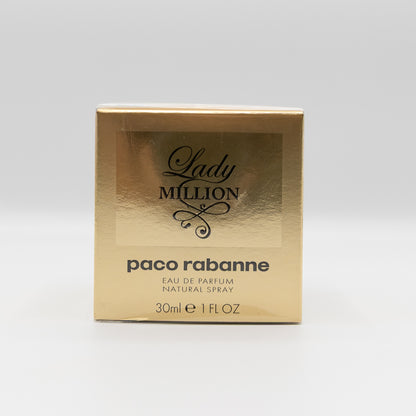 Lady
MILLION
paco rabanne
EAU DE PARFUM
NATURAL SPRAY
30ml ℮ 1 FL OZ